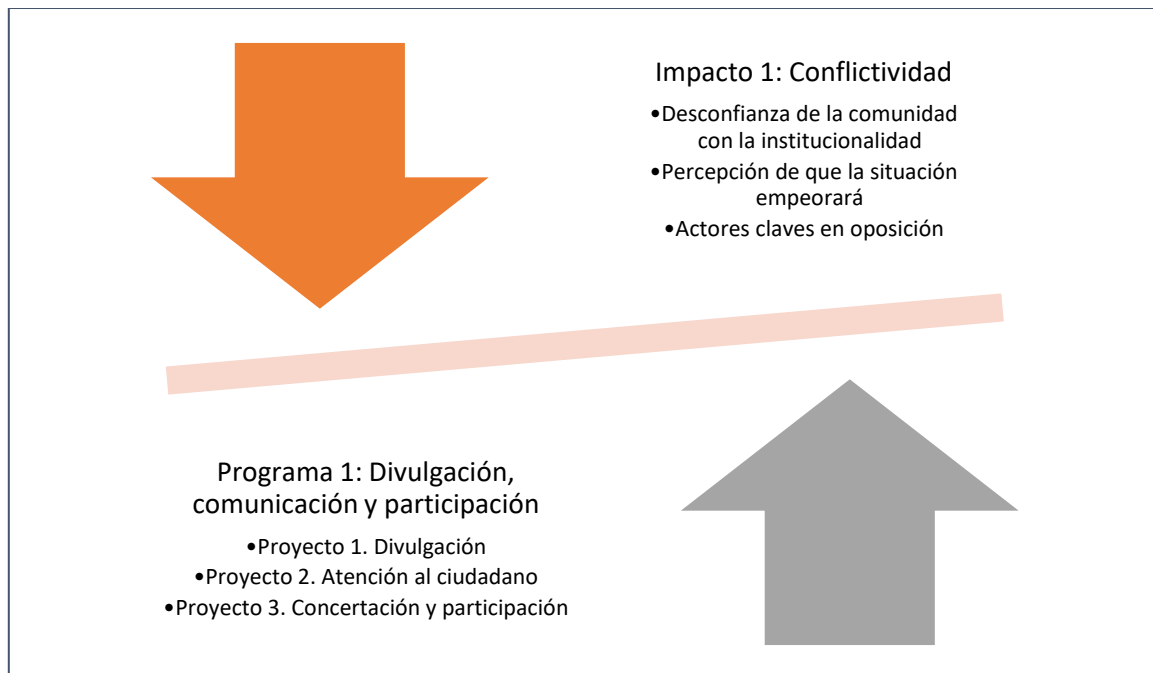 Impacto 1: Conflictividad
•Desconfianza de la comunidad
con la institucionalidad
•Percepción de que la situación
empeorará
•Actores claves en oposición
Programa 1: Divulgación,
comunicación y participación
•Proyecto 1. Divulgación
•Proyecto 2. Atención al ciudadano
•Proyecto 3. Concertación y participación